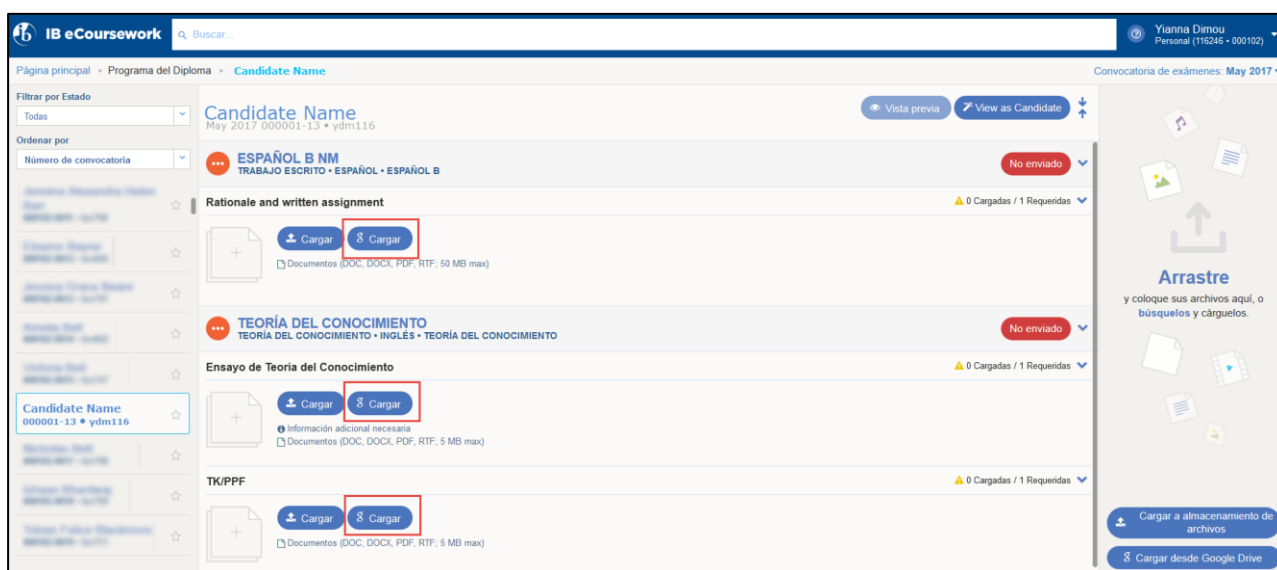 IB eCoursework
Buscar...
Yianna Dimou
Personal (116246 • 000102)
Página principal ▸ Programa del Diploma ▸ Candidate Name
Convocatoria de exámenes: May 2017
Filtrar por Estado
Todas
Ordenar por
Número de convocatoria
Candidate Name
000001-13 • ydm116
Candidate Name
May 2017 000001-13 • ydm116
Vista previa
View as Candidate
ESPAÑOL B NM
TRABAJO ESCRITO • ESPAÑOL • ESPAÑOL B
No enviado
Rationale and written assignment
0 Cargadas / 1 Requeridas
Cargar
Cargar
Documentos (DOC, DOCX, PDF, RTF; 50 MB max)
TEORÍA DEL CONOCIMIENTO
TEORÍA DEL CONOCIMIENTO • INGLÉS • TEORÍA DEL CONOCIMIENTO
No enviado
Ensayo de Teoría del Conocimiento
0 Cargadas / 1 Requeridas
Cargar
Cargar
Información adicional necesaria
Documentos (DOC, DOCX, PDF, RTF; 5 MB max)
TK/PPF
0 Cargadas / 1 Requeridas
Cargar
Cargar
Documentos (DOC, DOCX, PDF, RTF; 5 MB max)
Arrastre
y coloque sus archivos aquí, o
búsquelos y cárguelos.
Cargar a almacenamiento de
archivos
Cargar desde Google Drive